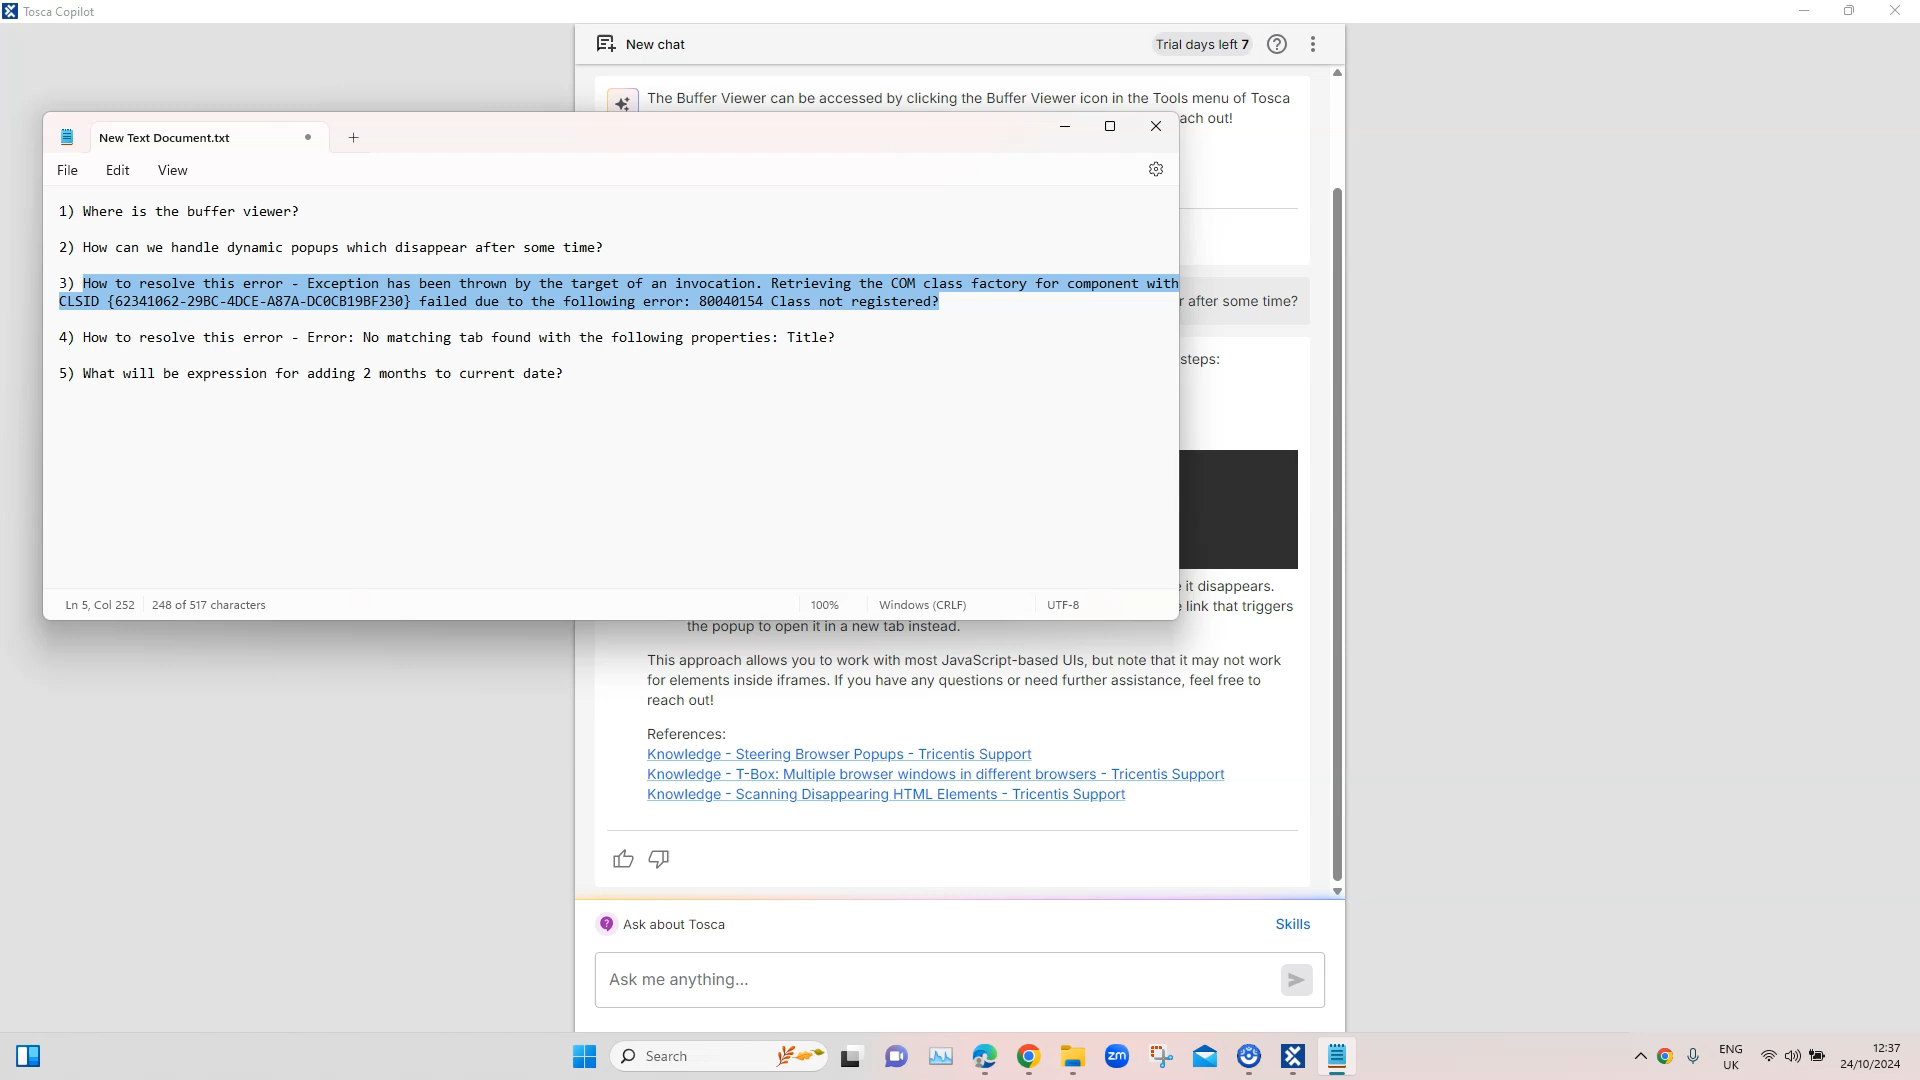 Tosca Copilot
New chat
Trial days left 7
The Buffer Viewer can be accessed by clicking the Buffer Viewer icon in the Tools menu of Tosca
ach out!
New Text Document.txt
File Edit View
1) Where is the buffer viewer?
2) How can we handle dynamic popups which disappear after some time?
3) How to resolve this error - Exception has been thrown by the target of an invocation. Retrieving the COM class factory for component with
CLSID {62341062-29BC-4DCE-A87A-DC0CB19BF230} failed due to the following error: 80040154 Class not registered?
4) How to resolve this error - Error: No matching tab found with the following properties: Title?
5) What will be expression for adding 2 months to current date?
Ln 5, Col 252 248 of 517 characters 100% Windows (CRLF) UTF-8
r after some time?
steps:
it disappears.
link that triggers
the popup to open it in a new tab instead.
This approach allows you to work with most JavaScript-based UIs, but note that it may not work
for elements inside iframes. If you have any questions or need further assistance, feel free to
reach out!
References:
Knowledge - Steering Browser Popups - Tricentis Support
Knowledge - T-Box: Multiple browser windows in different browsers - Tricentis Support
Knowledge - Scanning Disappearing HTML Elements - Tricentis Support
Ask about Tosca
Skills
Ask me anything...
Search
zm
ENG
UK
12:37
24/10/2024